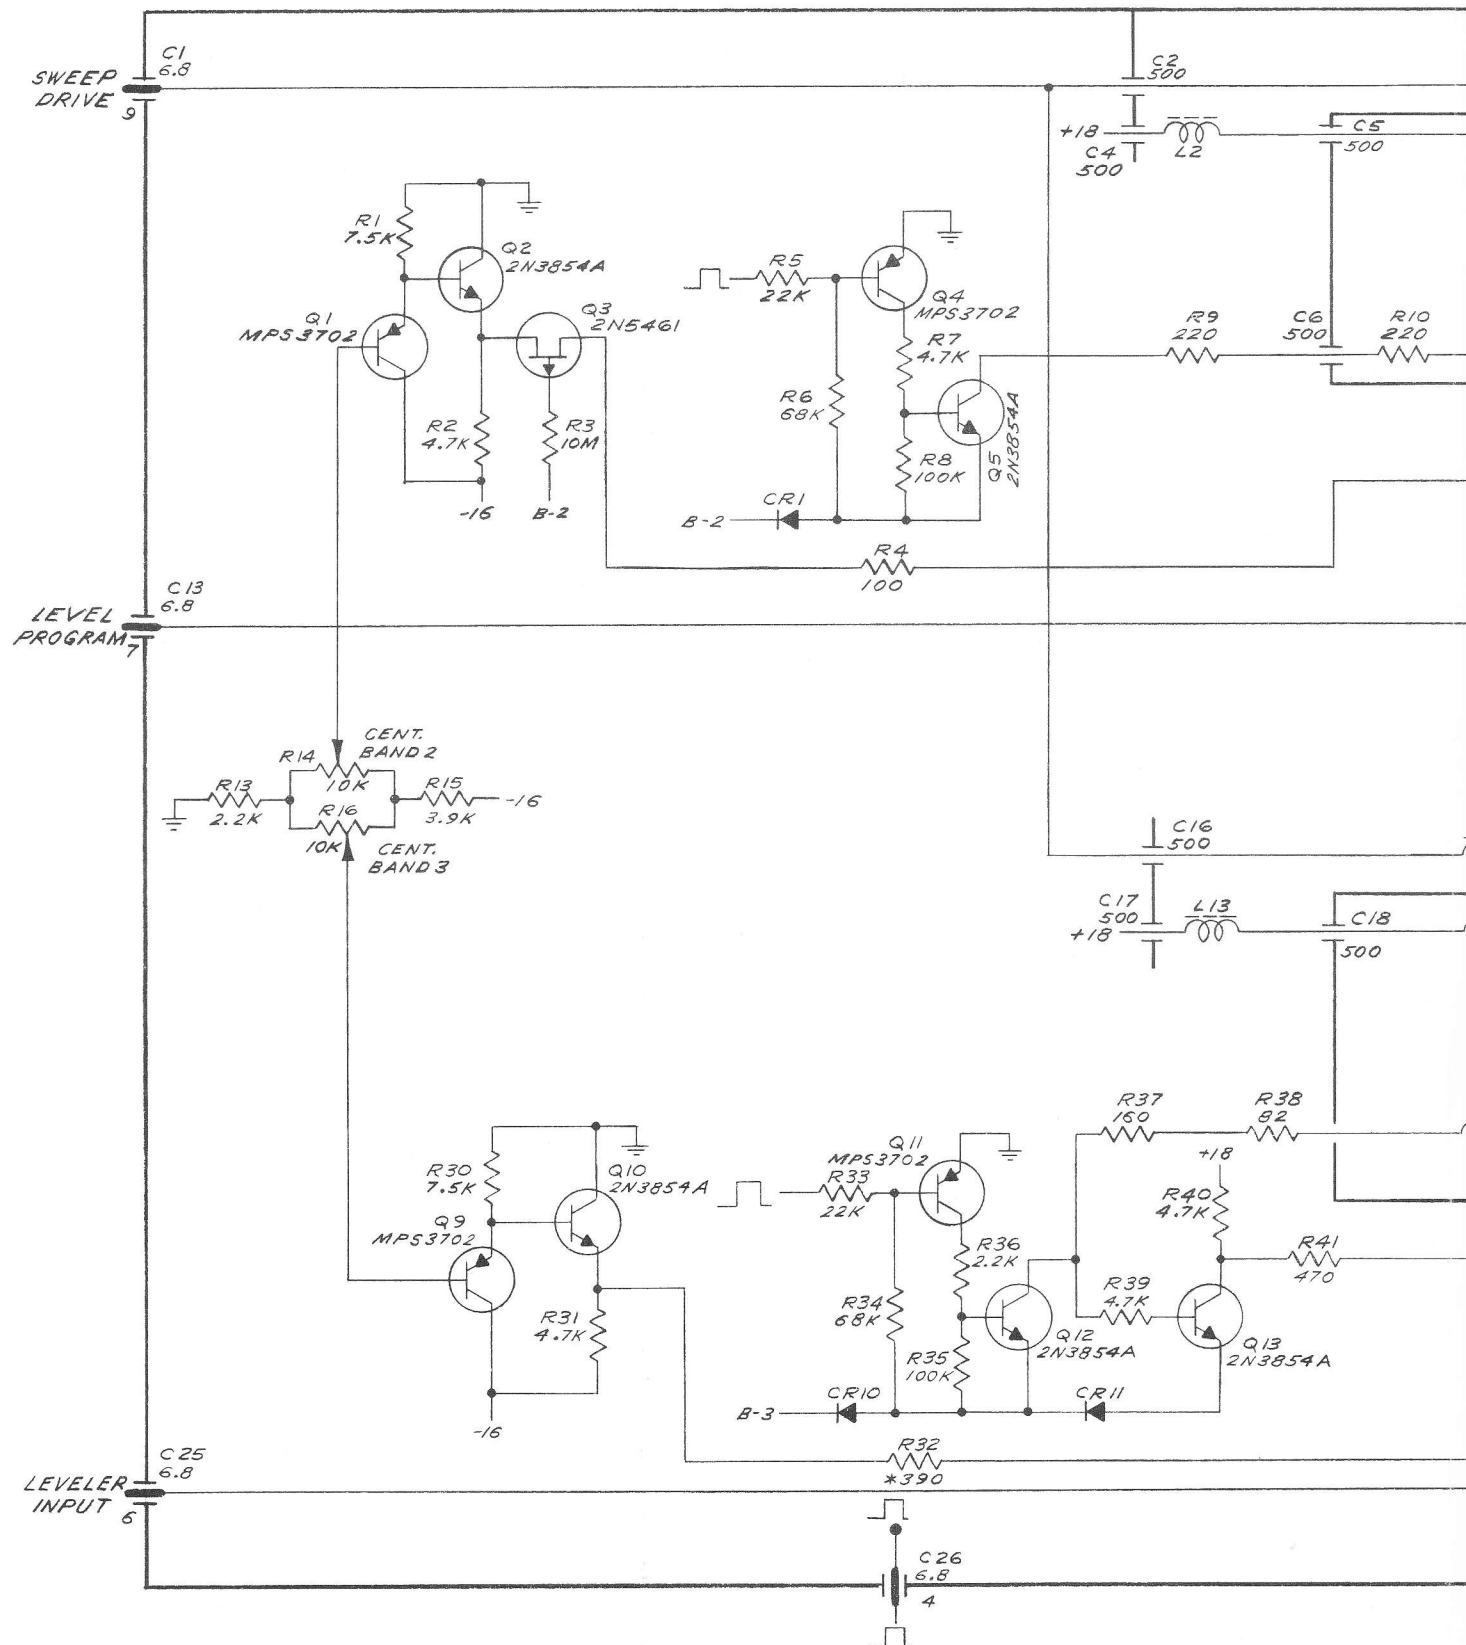 C1
6.8
SWEEP
DRIVE
9
C2
500
+18
C4
500
L2
C5
500
R1
7.5K
Q2
2N3854A
Q1
MPS3702
Q3
2N5461
R2
4.7K
R3
10M
-16
B-2
R5
22K
Q4
MPS3702
R7
4.7K
R6
68K
R8
100K
Q5
2N3854A
CR1
B-2
R9
220
C6
500
R10
220
R4
100
C13
6.8
LEVEL
PROGRAM
7
CENT.
BAND 2
R14
10K
R13
2.2K
R16
10K
R15
3.9K
-16
CENT.
BAND 3
C16
500
C17
500
+18
L13
C18
500
R30
7.5K
Q10
2N3854A
Q9
MPS3702
R31
4.7K
-16
Q11
MPS3702
R33
22K
R36
2.2K
R34
68K
R35
100K
Q12
2N3854A
R37
160
R38
82
+18
R40
4.7K
R41
470
R39
4.7K
Q13
2N3854A
B-3
CR10
CR11
R32
*390
C25
6.8
LEVELER
INPUT
6
C26
6.8
4